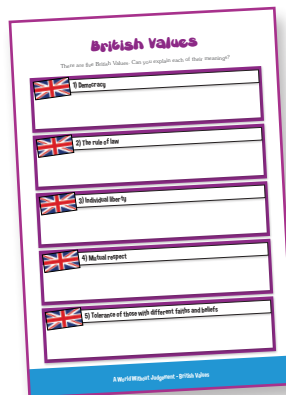 British Values
These are the British Values. Can you explain each of their meanings?
1) Democracy
2) The rule of law
3) Individual liberty
4) Mutual respect
5) Tolerance of those with different faiths and beliefs
A World Without Judgement - British Values